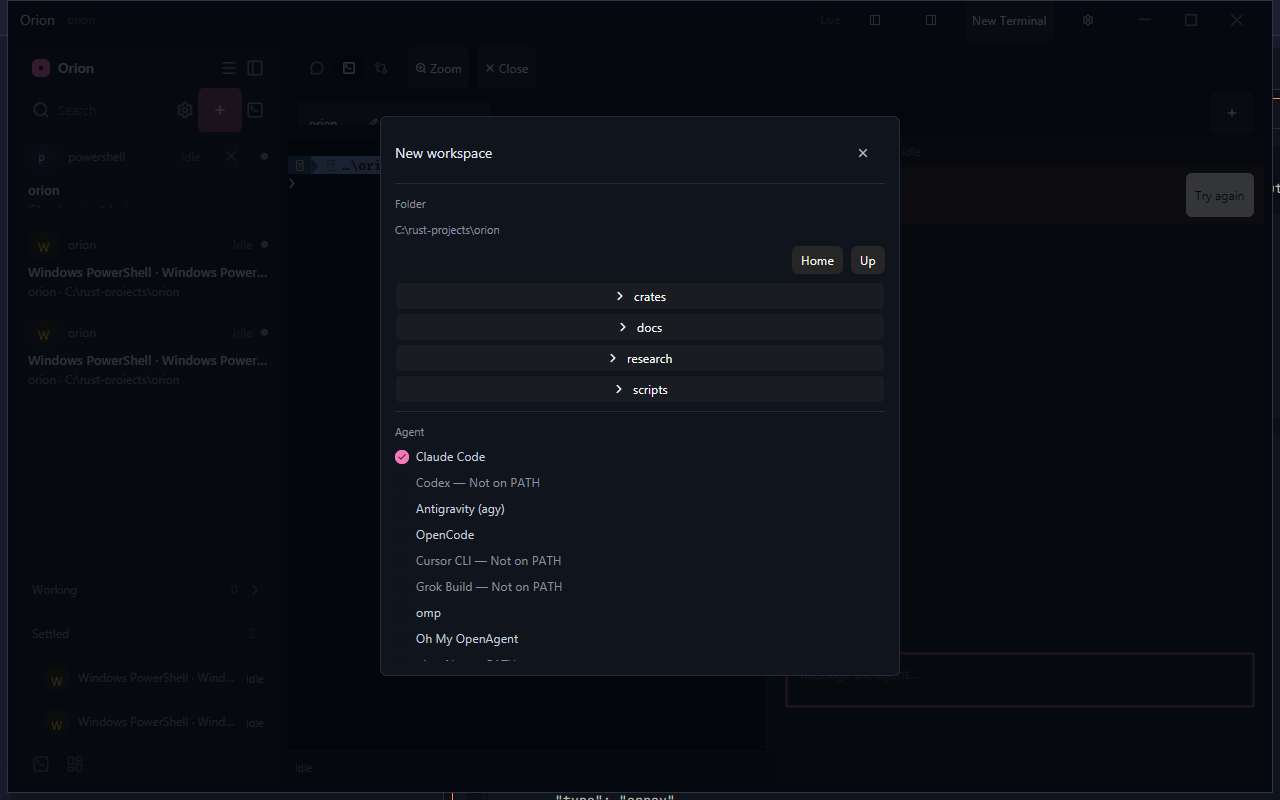 Orion orion Live New Terminal
Orion
Zoom Close
Search
orion
P powershell Idle
orion
W orion Idle
Windows PowerShell · Windows Power...
orion · C:\rust-projects\orion
W orion Idle
Windows PowerShell · Windows Power...
orion · C:\rust-projects\orion
Working 0
Settled 2
W Windows PowerShell · Wind... Idle
W Windows PowerShell · Wind... Idle
…\ori
idle
New workspace
Folder
C:\rust-projects\orion
Home Up
crates
docs
research
scripts
Agent
Claude Code
Codex — Not on PATH
Antigravity (agy)
OpenCode
Cursor CLI — Not on PATH
Grok Build — Not on PATH
omp
Oh My OpenAgent
idle
Try again
Message the agent...